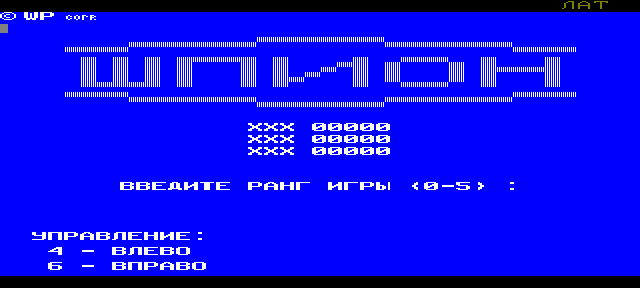 ЛАТ
© WP corp.
ШПИОН
XXX 00000
XXX 00000
XXX 00000
ВВЕДИТЕ РАНГ ИГРЫ <0-5> :
УПРАВЛЕНИЕ:
4 - ВЛЕВО
6 - ВПРАВО